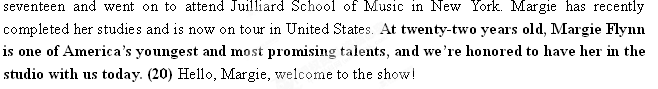 seventeen and went on to attend Juilliard School of Music in New York. Margie has recently
completed her studies and is now on tour in United States. At twenty-two years old, Margie Flynn
is one of America's youngest and most promising talents, and we're honored to have her in the
studio with us today. (20) Hello, Margie, welcome to the show!